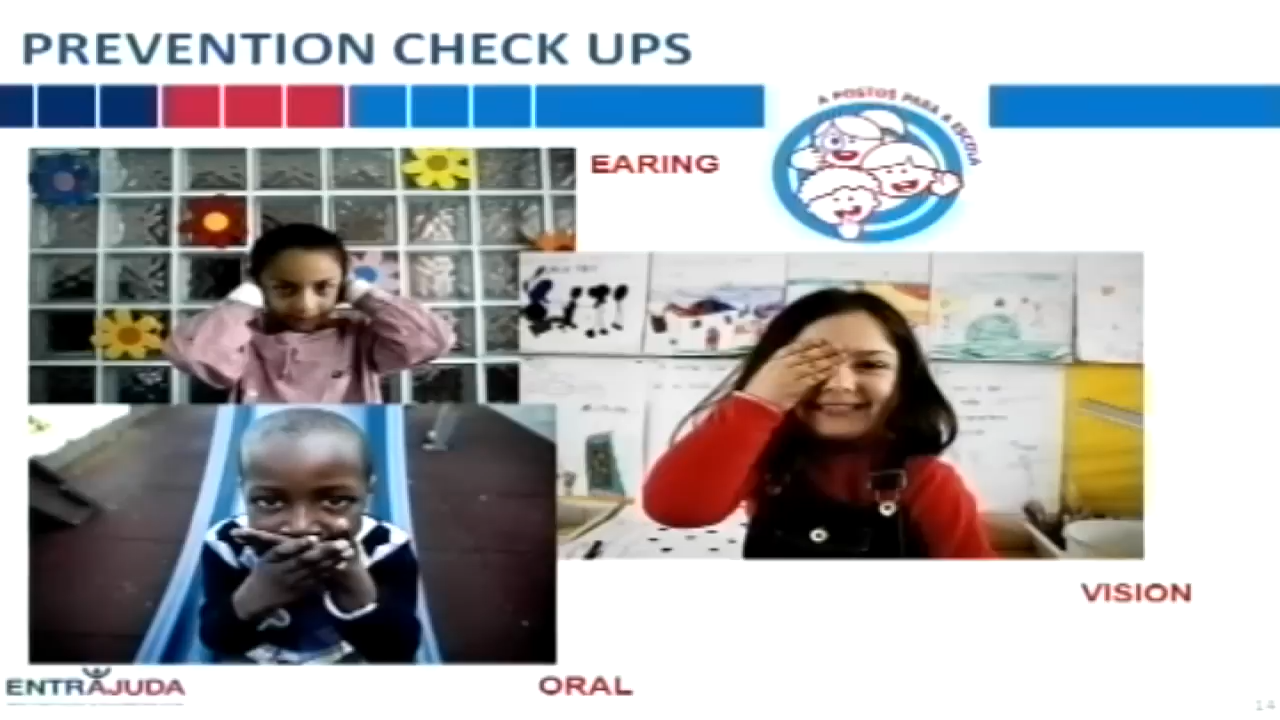 PREVENTION CHECK UPS
A POSTOS PARA A ESCOLA
EARING
VISION
ORAL
ENTRAJUDA
14